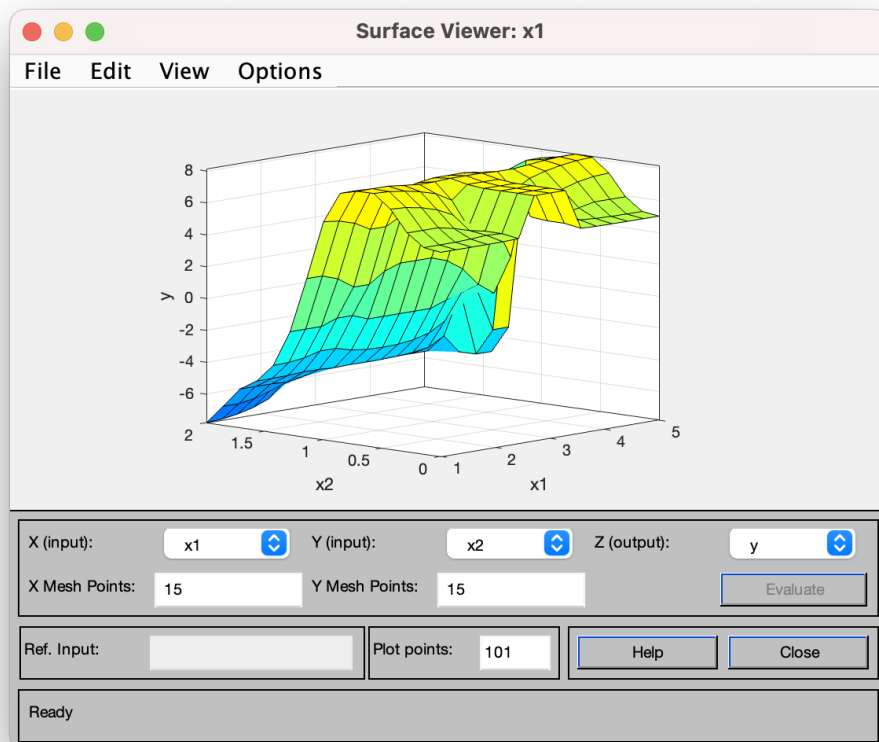 Surface Viewer: x1
File Edit View Options
8
6
4
2
0
-2
-4
-6
y
2
1.5
1
0.5
0
x2
1
2
3
4
5
x1
X (input): x1 Y (input): x2 Z (output): y
X Mesh Points: 15 Y Mesh Points: 15 Evaluate
Ref. Input: Plot points: 101 Help Close
Ready